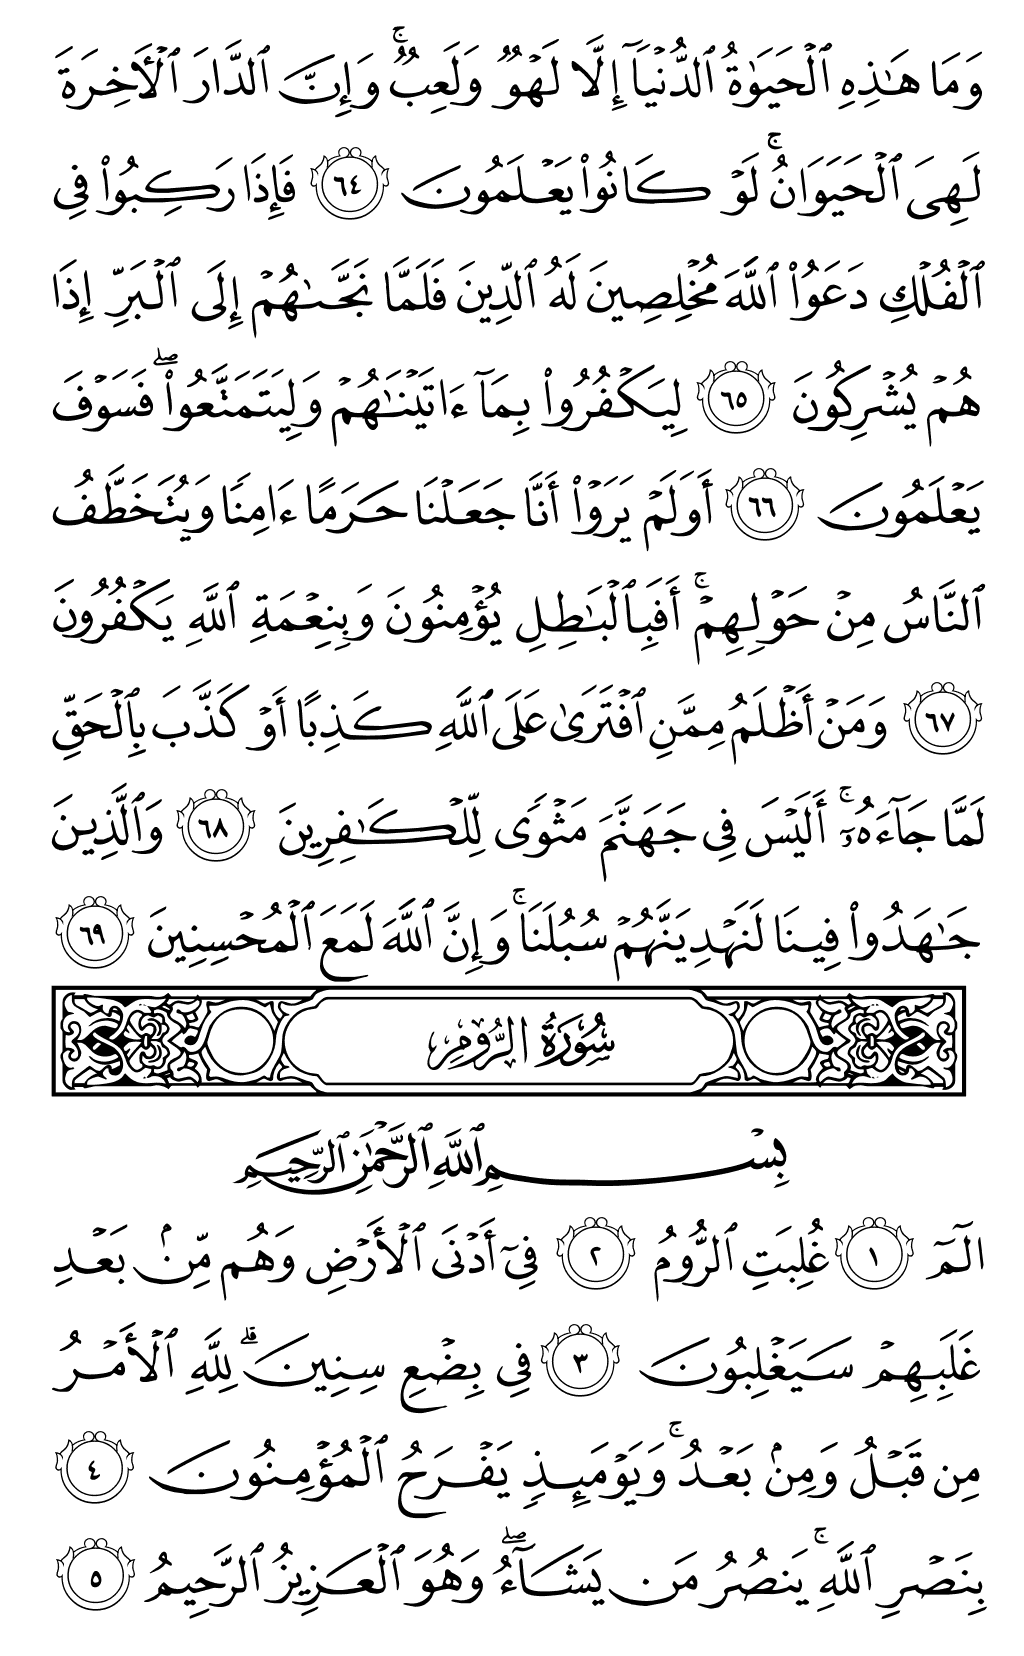 وَمَا هَٰذِهِ ٱلْحَيَوٰةُ ٱلدُّنْيَآ إِلَّا لَهْوٌ وَلَعِبٌ ۚ وَإِنَّ ٱلدَّارَ ٱلْأَخِرَةَ
لَهِىَ ٱلْحَيَوَانُ ۚ لَوْ كَانُوا۟ يَعْلَمُونَ ٦٤ فَإِذَا رَكِبُوا۟ فِى
ٱلْفُلْكِ دَعَوُا۟ ٱللَّهَ مُخْلِصِينَ لَهُ ٱلدِّينَ فَلَمَّا نَجَّىٰهُمْ إِلَى ٱلْبَرِّ إِذَا
هُمْ يُشْرِكُونَ ٦٥ لِيَكْفُرُوا۟ بِمَآ ءَاتَيْنَٰهُمْ وَلِيَتَمَتَّعُوا۟ ۖ فَسَوْفَ
يَعْلَمُونَ ٦٦ أَوَلَمْ يَرَوْا۟ أَنَّا جَعَلْنَا حَرَمًا ءَامِنًا وَيُتَخَطَّفُ
ٱلنَّاسُ مِنْ حَوْلِهِمْ ۚ أَفَبِٱلْبَٰطِلِ يُؤْمِنُونَ وَبِنِعْمَةِ ٱللَّهِ يَكْفُرُونَ
٦٧ وَمَنْ أَظْلَمُ مِمَّنِ ٱفْتَرَىٰ عَلَى ٱللَّهِ كَذِبًا أَوْ كَذَّبَ بِٱلْحَقِّ
لَمَّا جَآءَهُۥٓ ۚ أَلَيْسَ فِى جَهَنَّمَ مَثْوًى لِّلْكَٰفِرِينَ ٦٨ وَٱلَّذِينَ
جَٰهَدُوا۟ فِينَا لَنَهْدِيَنَّهُمْ سُبُلَنَا ۚ وَإِنَّ ٱللَّهَ لَمَعَ ٱلْمُحْسِنِينَ ٦٩
سُورَةُ الرُّومِ
بِسْمِ ٱللَّهِ ٱلرَّحْمَٰنِ ٱلرَّحِيمِ
الٓمٓ ١ غُلِبَتِ ٱلرُّومُ ٢ فِىٓ أَدْنَى ٱلْأَرْضِ وَهُم مِّنۢ بَعْدِ
غَلَبِهِمْ سَيَغْلِبُونَ ٣ فِى بِضْعِ سِنِينَ ۗ لِلَّهِ ٱلْأَمْرُ
مِن قَبْلُ وَمِنۢ بَعْدُ ۚ وَيَوْمَئِذٍ يَفْرَحُ ٱلْمُؤْمِنُونَ ٤
بِنَصْرِ ٱللَّهِ ۚ يَنصُرُ مَن يَشَآءُ ۖ وَهُوَ ٱلْعَزِيزُ ٱلرَّحِيمُ ٥